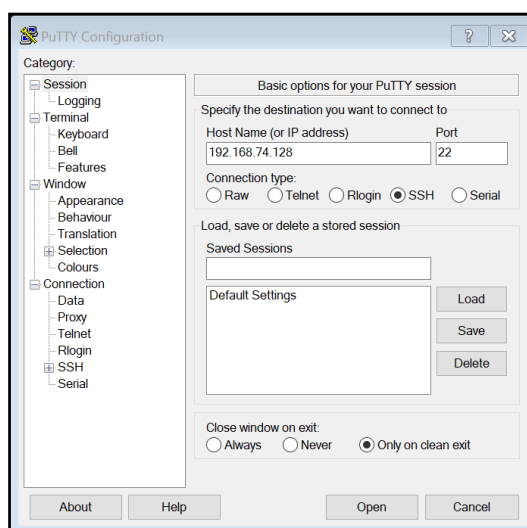 PuTTY Configuration
?
Category:
Session
Logging
Terminal
Keyboard
Bell
Features
Window
Appearance
Behaviour
Translation
Selection
Colours
Connection
Data
Proxy
Telnet
Rlogin
SSH
Serial
Basic options for your PuTTY session
Specify the destination you want to connect to
Host Name (or IP address) Port
192.168.74.128 22
Connection type:
Raw Telnet Rlogin SSH Serial
Load, save or delete a stored session
Saved Sessions
Default Settings
Load
Save
Delete
Close window on exit:
Always Never Only on clean exit
About Help Open Cancel